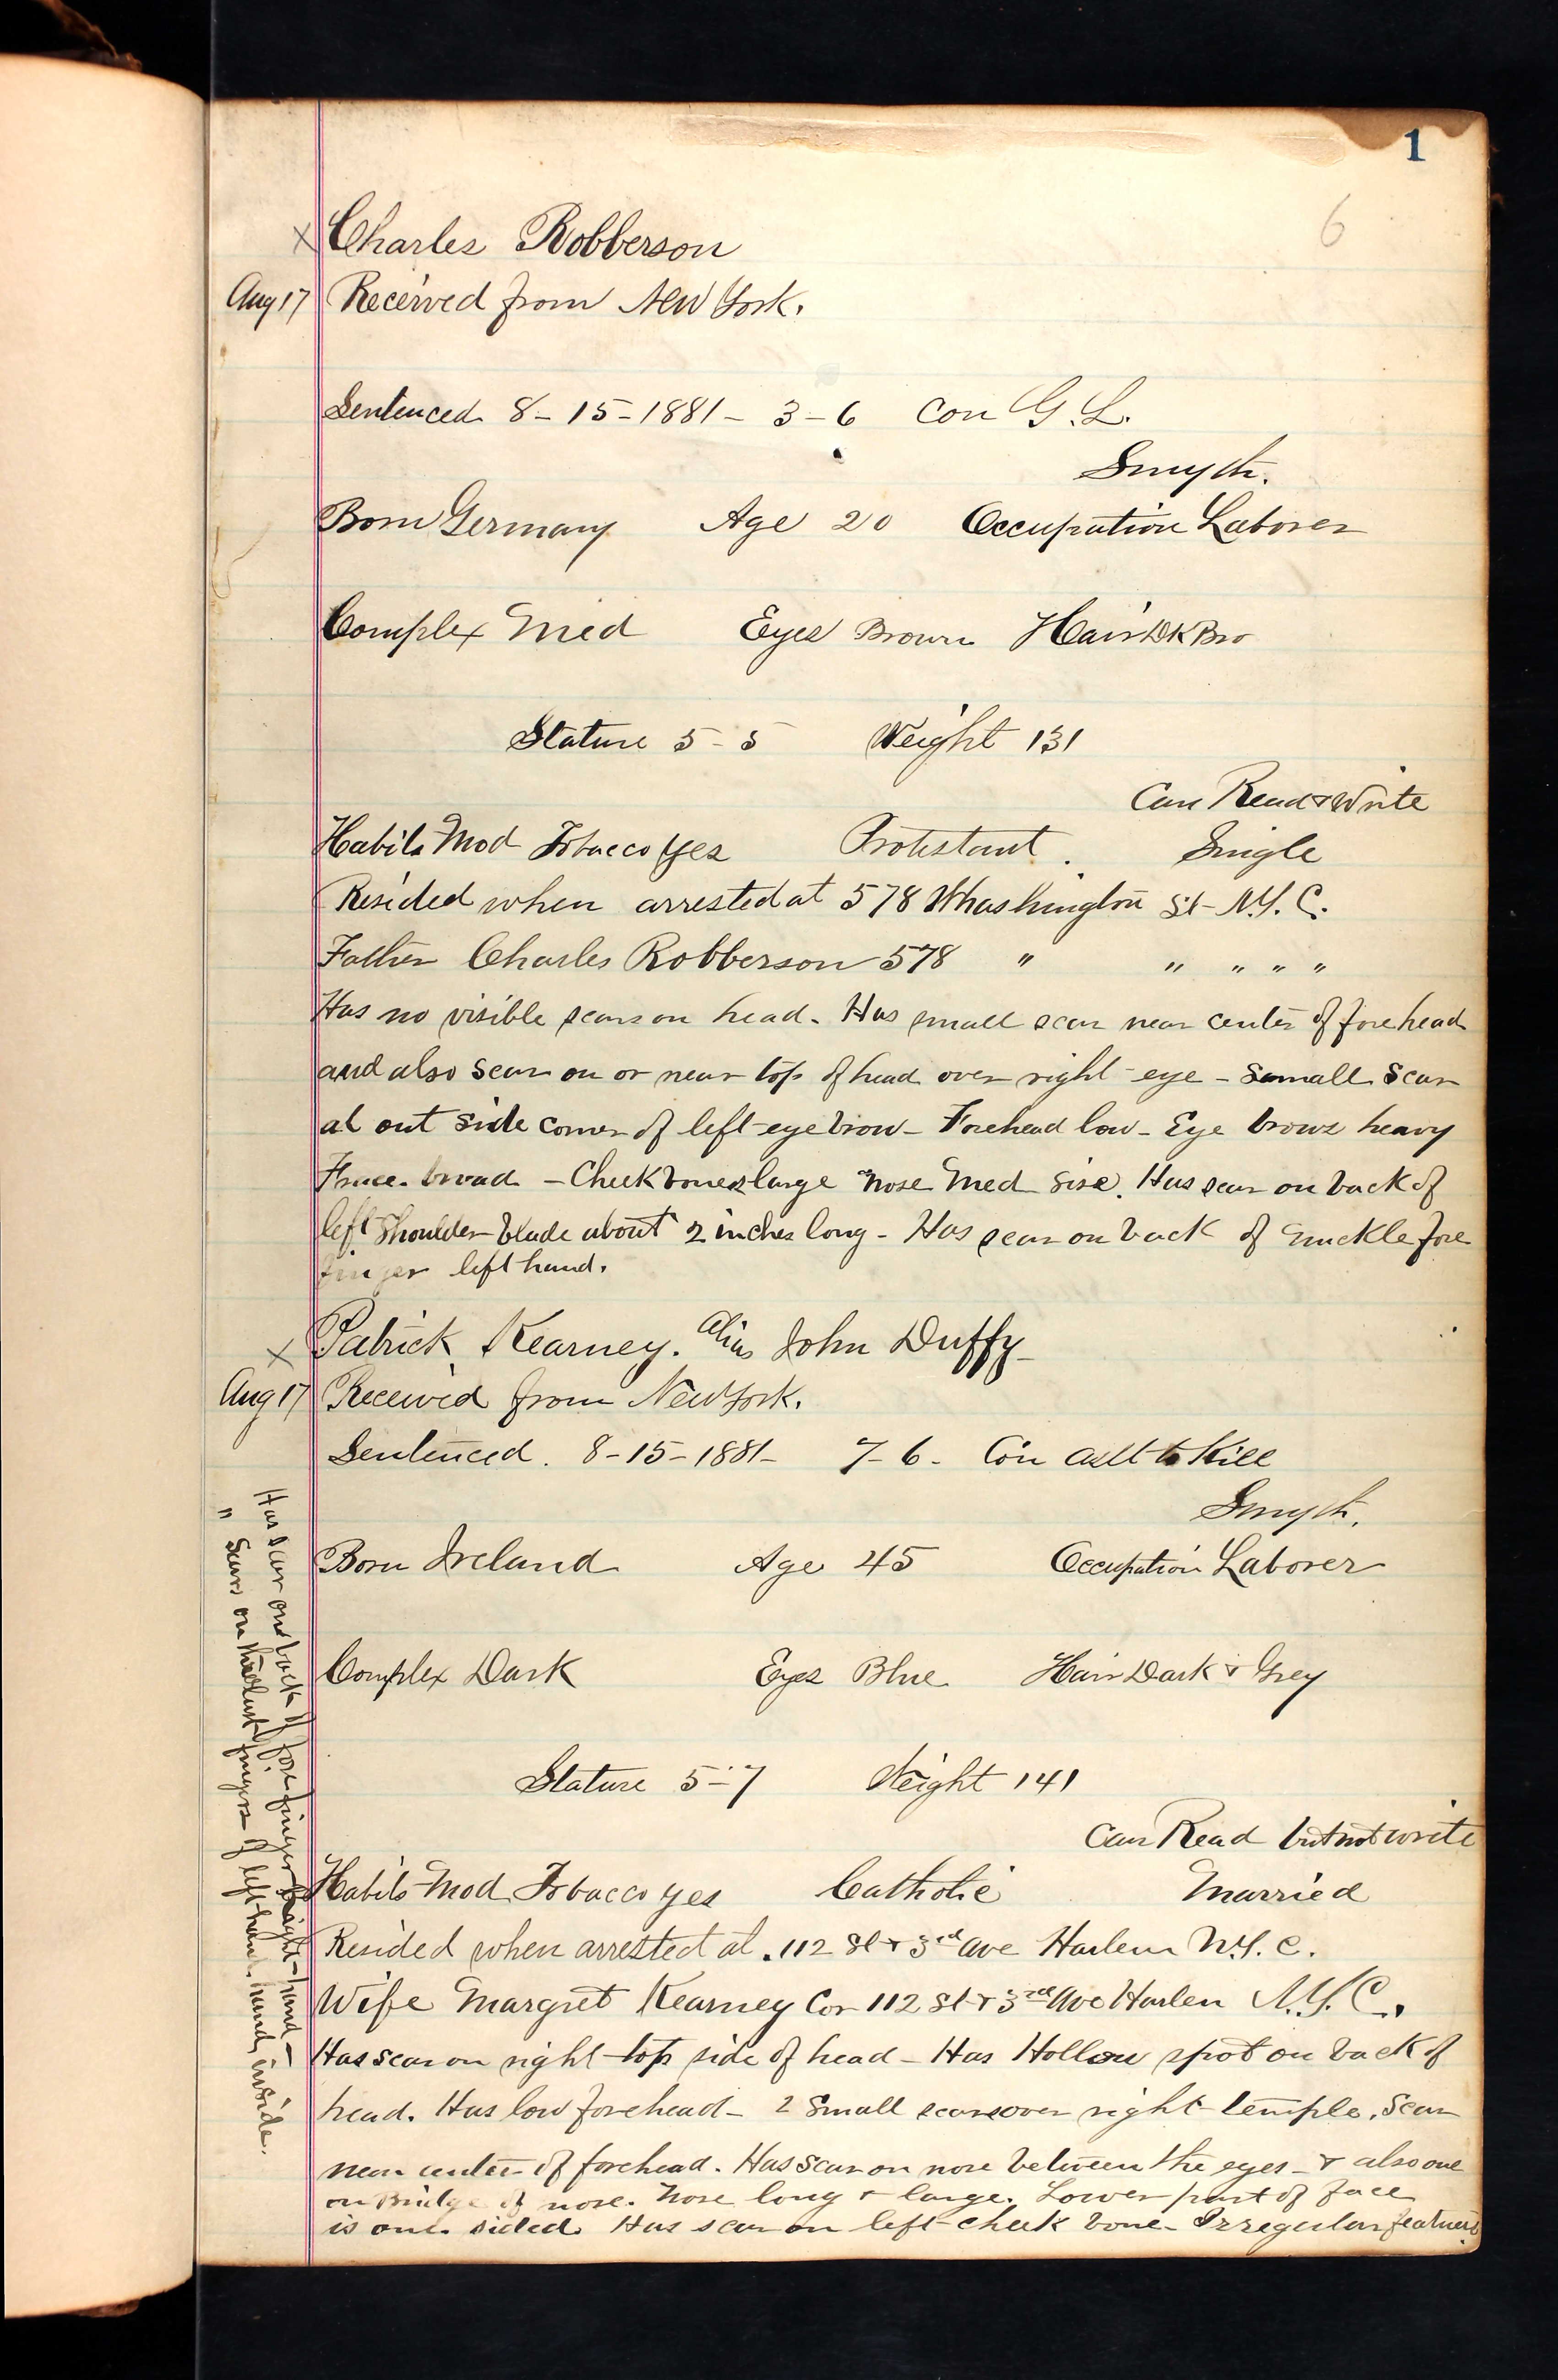 1
6
x Charles Robberson
Aug 17 Received from New York.
Sentenced 8-15-1881- 3-6 Con G. L.
Smyth.
Born Germany Age 20 Occupation Laborer
Complex Med Eyes Brown Hair DK Bro
Stature 5-5 Weight 131
Can Read & Write
Habits Mod Tobacco yes Protestant. Single
Resided when arrested at 578 Whashington St- N.Y. C.
Father Charles Robberson 578 " " " " "
Has no visible scars on head- Has small scar near center of forehead
and also scar on or near top of head over right eye- small scar
at out side corner of left eye brow- Forehead low- Eye brows heavy
Face broad - Cheek bones large nose Med size. Has scar on back of
left Shoulder blade about 2 inches long- Has scar on back of nuckle fore
finger left hand.
x Patrick Kearney. Alias John Duffy-
Aug 17 Received from New York.
Sentenced. 8-15-1881- 7-6- Con aslt to Kill
Smyth.
Born Ireland Age 45 Occupation Laborer
Complex Dark Eyes Blue Hair Dark & Grey
Stature 5-7 Weight 141
Can Read but not write
Habits Mod Tobacco yes Catholic Married
Resided when arrested at. 112 St & 3rd Ave Harlem N.Y. C.
Wife Margret Kearney Cor 112 St & 3rd Ave Harlen N.Y.C.
Has scar on right top side of head- Has Hollow spot on back of
head. Has low forehead- 2 Small scars over right temple. Scar
near center of forehead. Has scar on nose between the eyes- & also one
on Bridge of nose. Nose long & large. Lower part of face
is one sided Has scar on left cheek bone- Irregular features.
Has scar on back of fore finger right hand-
" Scars on fingers of left hand, inside.